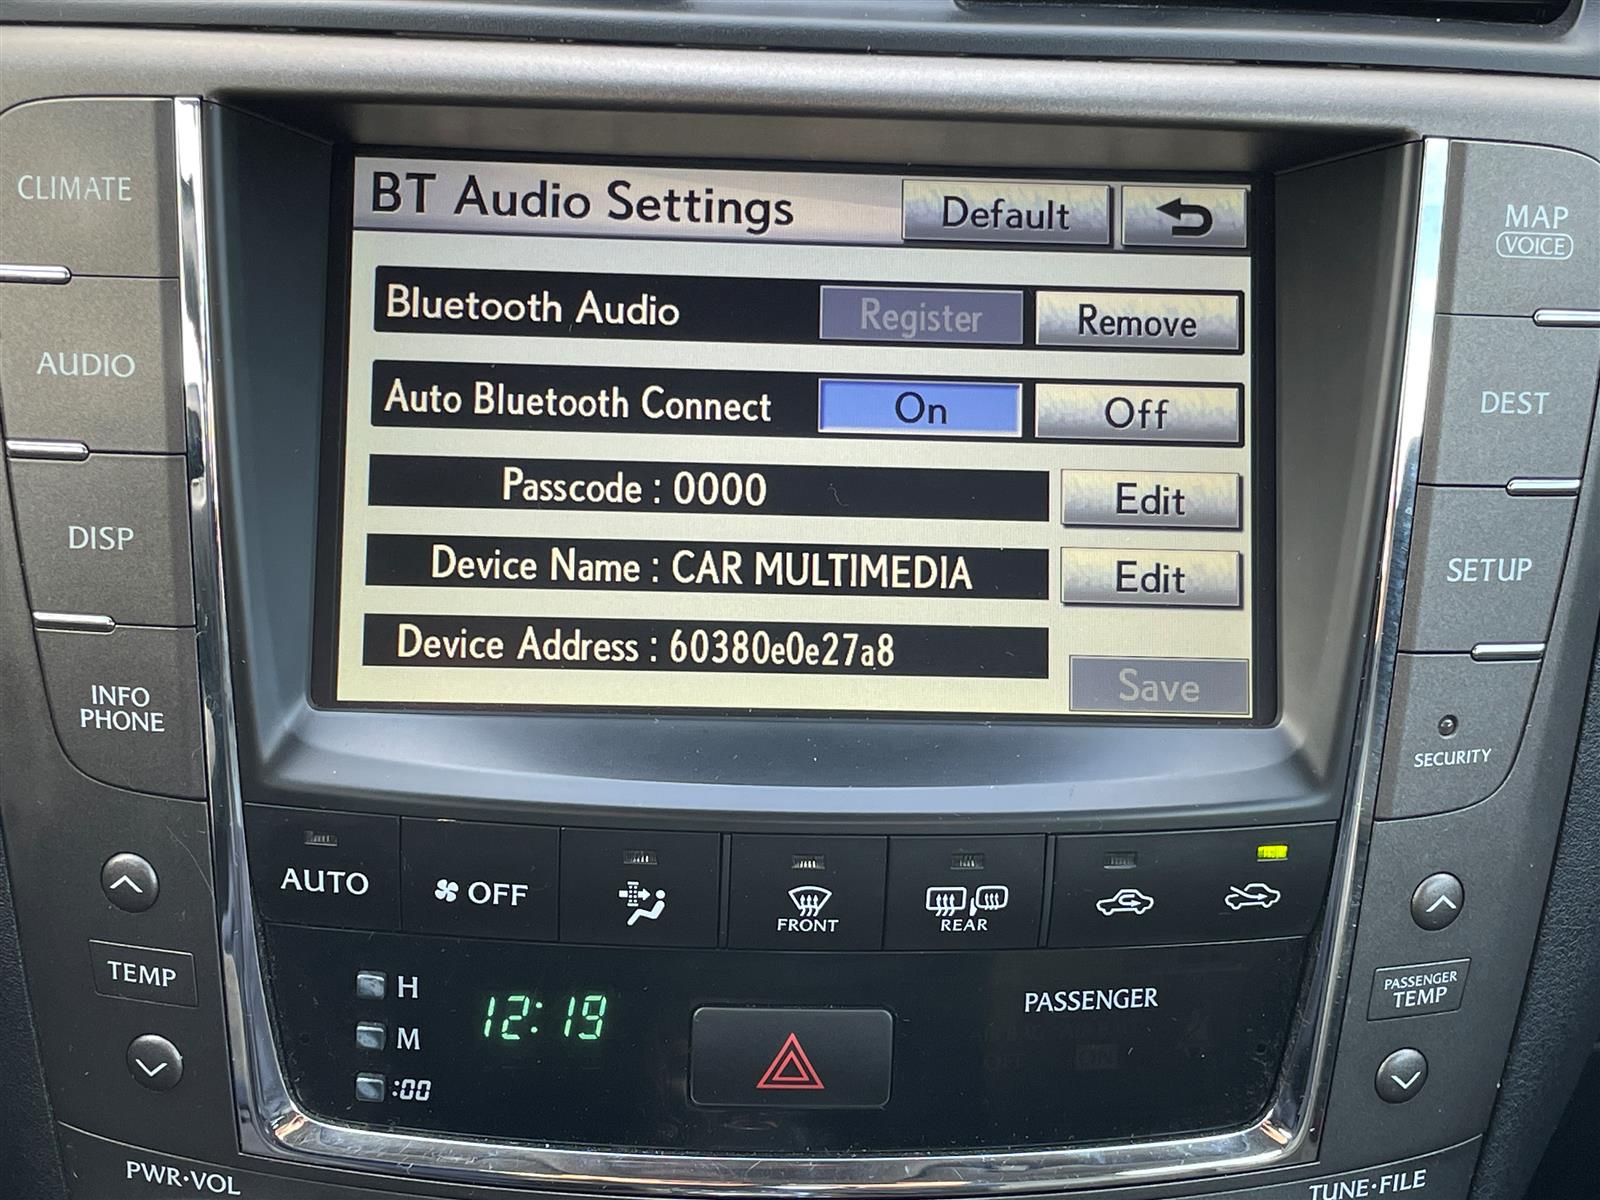 BT Audio Settings
Default
Bluetooth Audio
Register
Remove
Auto Bluetooth Connect
On
Off
Passcode : 0000
Edit
Device Name : CAR MULTIMEDIA
Edit
Device Address : 60380e0e27a8
Save
CLIMATE
AUDIO
DISP
INFO
PHONE
MAP
VOICE
DEST
SETUP
SECURITY
AUTO
OFF
FRONT
REAR
TEMP
H
M
:00
12:19
PASSENGER
PASSENGER
TEMP
PWR·VOL
TUNE·FILE